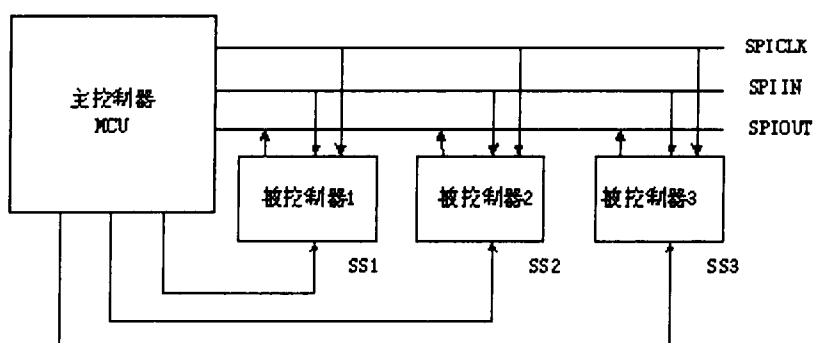 SPICLK
SPIIN
主控制器
MCU
SPIOUT
被控制器1
被控制器2
被控制器3
SS1
SS2
SS3